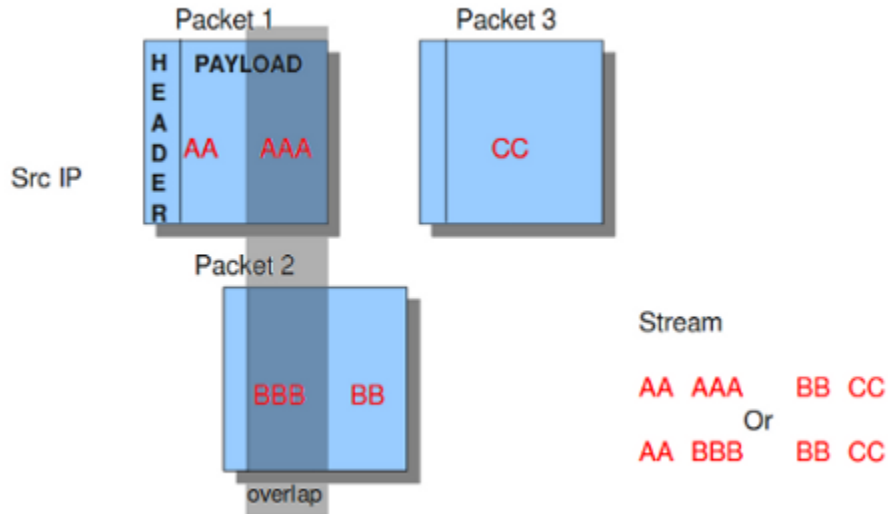 Packet 1
Packet 3
HEADER
PAYLOAD
AA AAA
CC
Src IP
Packet 2
BBB BB
overlap
Stream
AA AAA BB CC
Or
AA BBB BB CC